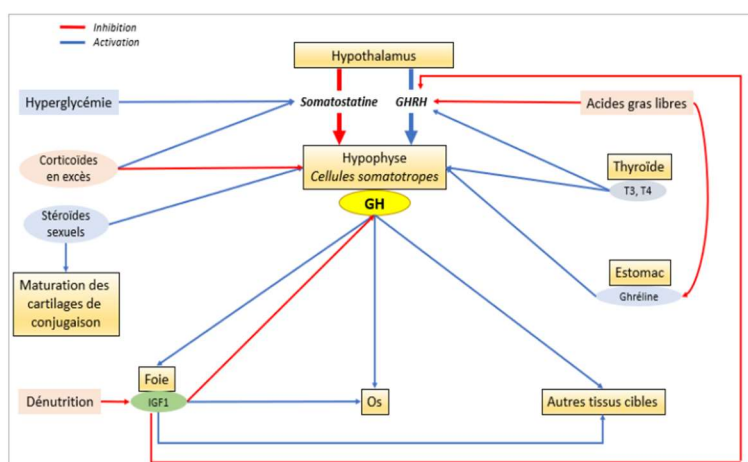 Inhibition
Activation
Hypothalamus
Hyperglycémie
Somatostatine
GHRH
Acides gras libres
Corticoïdes
en excès
Hypophyse
Cellules somatotropes
Thyroïde
T3, T4
GH
Stéroïdes
sexuels
Estomac
Ghréline
Maturation des
cartilages de
conjugaison
Foie
Dénutrition
IGF1
Os
Autres tissus cibles